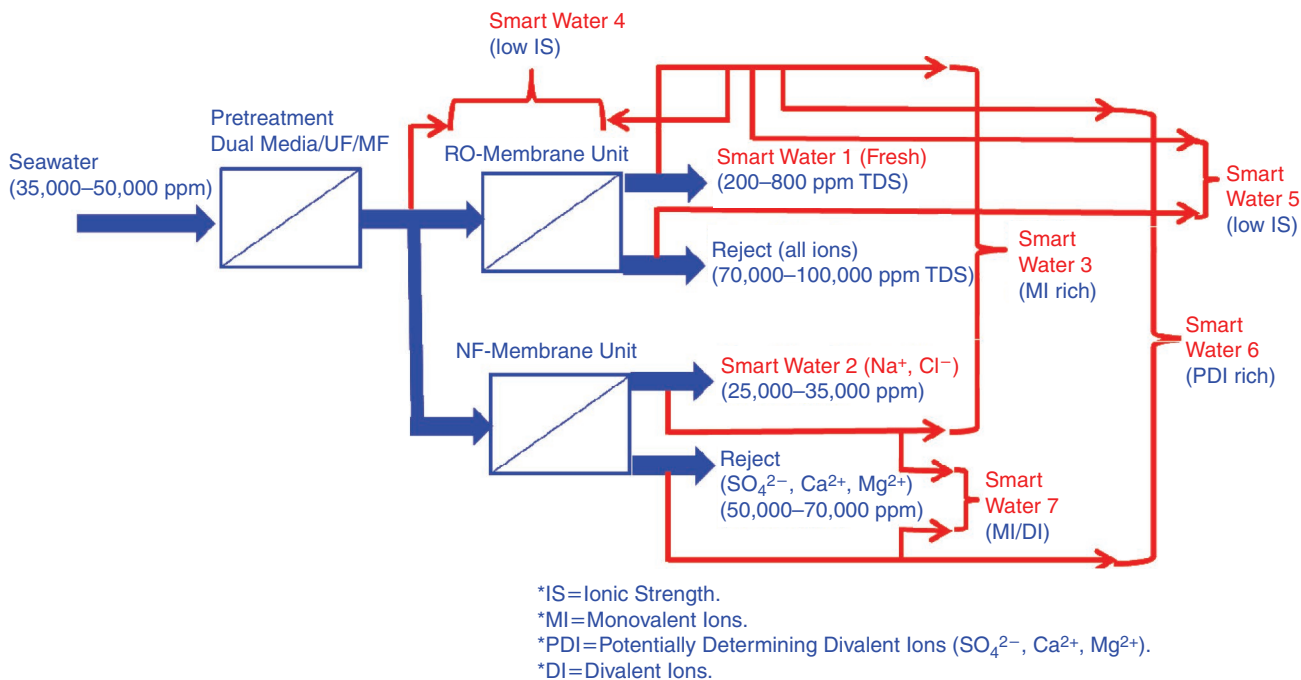 Smart Water 4
(low IS)
Pretreatment
Dual Media/UF/MF
Seawater
(35,000–50,000 ppm)
RO-Membrane Unit
Smart Water 1 (Fresh)
(200–800 ppm TDS)
Smart
Water 5
(low IS)
Reject (all ions)
(70,000–100,000 ppm TDS)
Smart
Water 3
(MI rich)
NF-Membrane Unit
Smart Water 2 (Na⁺, Cl⁻)
(25,000–35,000 ppm)
Smart
Water 6
(PDI rich)
Reject
(SO₄²⁻, Ca²⁺, Mg²⁺)
(50,000–70,000 ppm)
Smart
Water 7
(MI/DI)
*IS=Ionic Strength.
*MI=Monovalent Ions.
*PDI=Potentially Determining Divalent Ions (SO₄²⁻, Ca²⁺, Mg²⁺).
*DI=Divalent Ions.